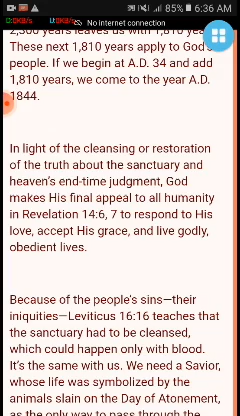 85% 6:36 AM
0.0KB/s 0.0KB/s No internet connection
2,300 years leaves us with 1,810 years.
These next 1,810 years apply to God's
people. If we begin at A.D. 34 and add
1,810 years, we come to the year A.D.
1844.
In light of the cleansing or restoration
of the truth about the sanctuary and
heaven's end-time judgment, God
makes His final appeal to all humanity
in Revelation 14:6, 7 to respond to His
love, accept His grace, and live godly,
obedient lives.
Because of the people's sins—their
iniquities—Leviticus 16:16 teaches that
the sanctuary had to be cleansed,
which could happen only with blood.
It's the same with us. We need a Savior,
whose life was symbolized by the
animals slain on the Day of Atonement,
as the only way to pass through the